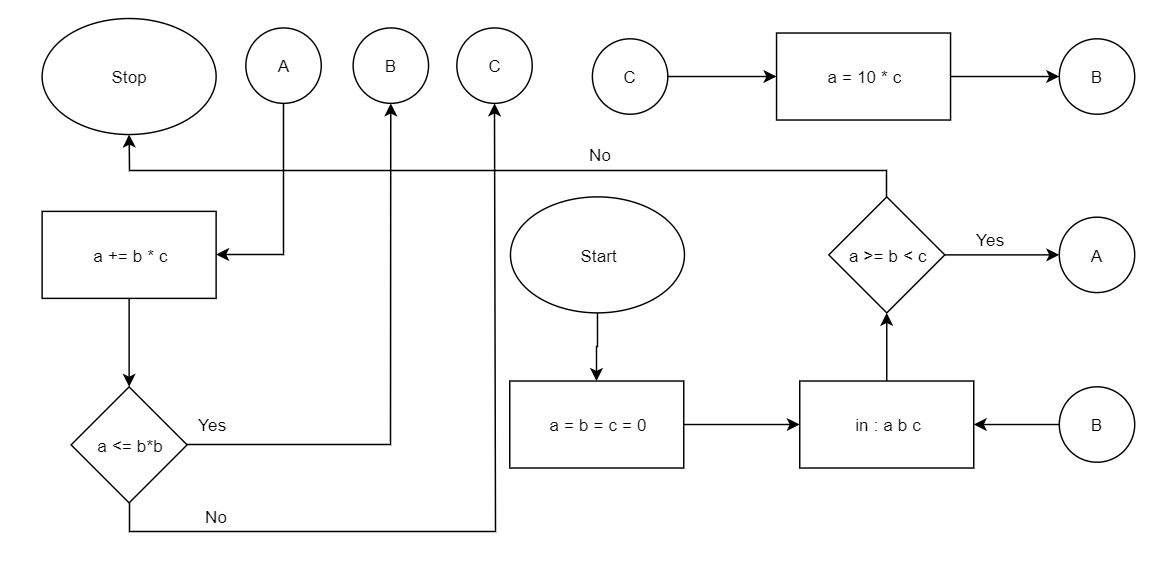 Stop
A
B
C
C
a = 10 * c
B
No
a += b * c
Start
a >= b < c
Yes
A
a <= b*b
Yes
a = b = c = 0
in : a b c
B
No